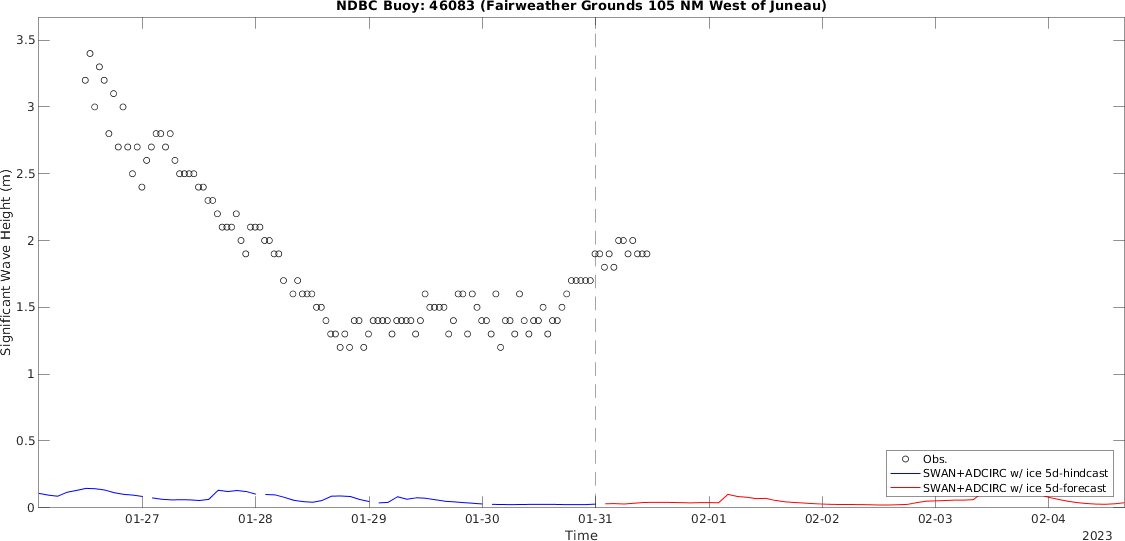 NDBC Buoy: 46083 (Fairweather Grounds 105 NM West of Juneau)
3.5
3
2.5
2
1.5
1
0.5
0
Significant Wave Height (m)
Obs.
SWAN+ADCIRC w/ ice 5d-hindcast
SWAN+ADCIRC w/ ice 5d-forecast
01-27 01-28 01-29 01-30 01-31 02-01 02-02 02-03 02-04
Time
2023